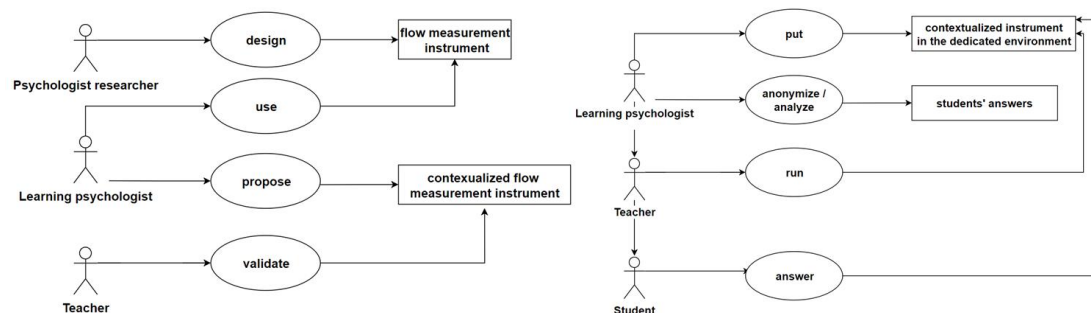 design
flow measurement
instrument
Psychologist researcher
use
Learning psychologist
propose
contexualized flow
measurement instrument
validate
Teacher
put
contextualized instrument
in the dedicated environment
Learning psychologist
anonymize /
analyze
students' answers
run
Teacher
answer
Student